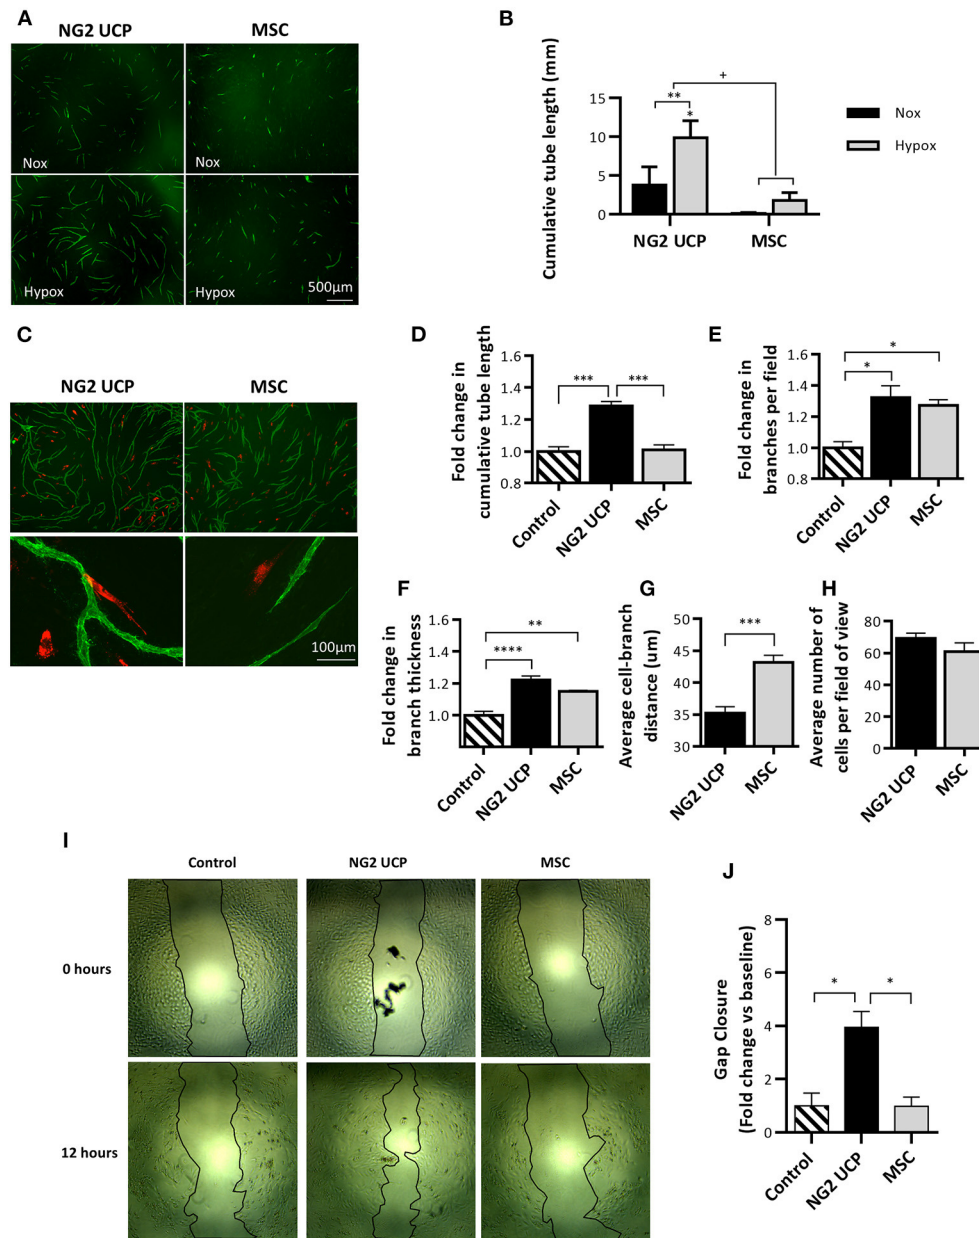 A
NG2 UCP
MSC
Nox
Nox
Hypox
Hypox
500µm
B
Cumulative tube length (mm)
15
10
5
0
+
**
*
NG2 UCP
MSC
Nox
Hypox
C
NG2 UCP
MSC
100µm
D
Fold change in
cumulative tube length
1.6
1.4
1.2
1.0
0.8
***
***
Control
NG2 UCP
MSC
E
Fold change in
branches per field
1.6
1.4
1.2
1.0
0.8
*
*
Control
NG2 UCP
MSC
F
Fold change in
branch thickness
1.6
1.4
1.2
1.0
**
****
Control
NG2 UCP
MSC
G
Average cell-branch
distance (um)
45
40
35
30
***
NG2 UCP
MSC
H
Average number of
cells per field of view
80
60
40
20
0
NG2 UCP
MSC
I
Control
NG2 UCP
MSC
0 hours
12 hours
J
Gap Closure
(Fold change vs baseline)
8
6
4
2
0
*
*
Control
NG2 UCP
MSC